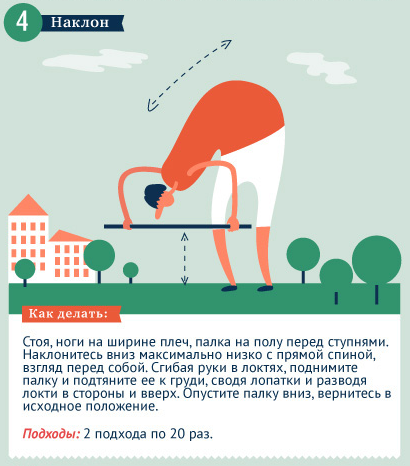 4
Наклон
Как делать:
Стоя, ноги на ширине плеч, палка на полу перед ступнями.
Наклонитесь вниз максимально низко с прямой спиной,
взгляд перед собой. Сгибая руки в локтях, поднимите
палку и подтяните ее к груди, сводя лопатки и разводя
локти в стороны и вверх. Опустите палку вниз, вернитесь в
исходное положение.
Подходы: 2 подхода по 20 раз.